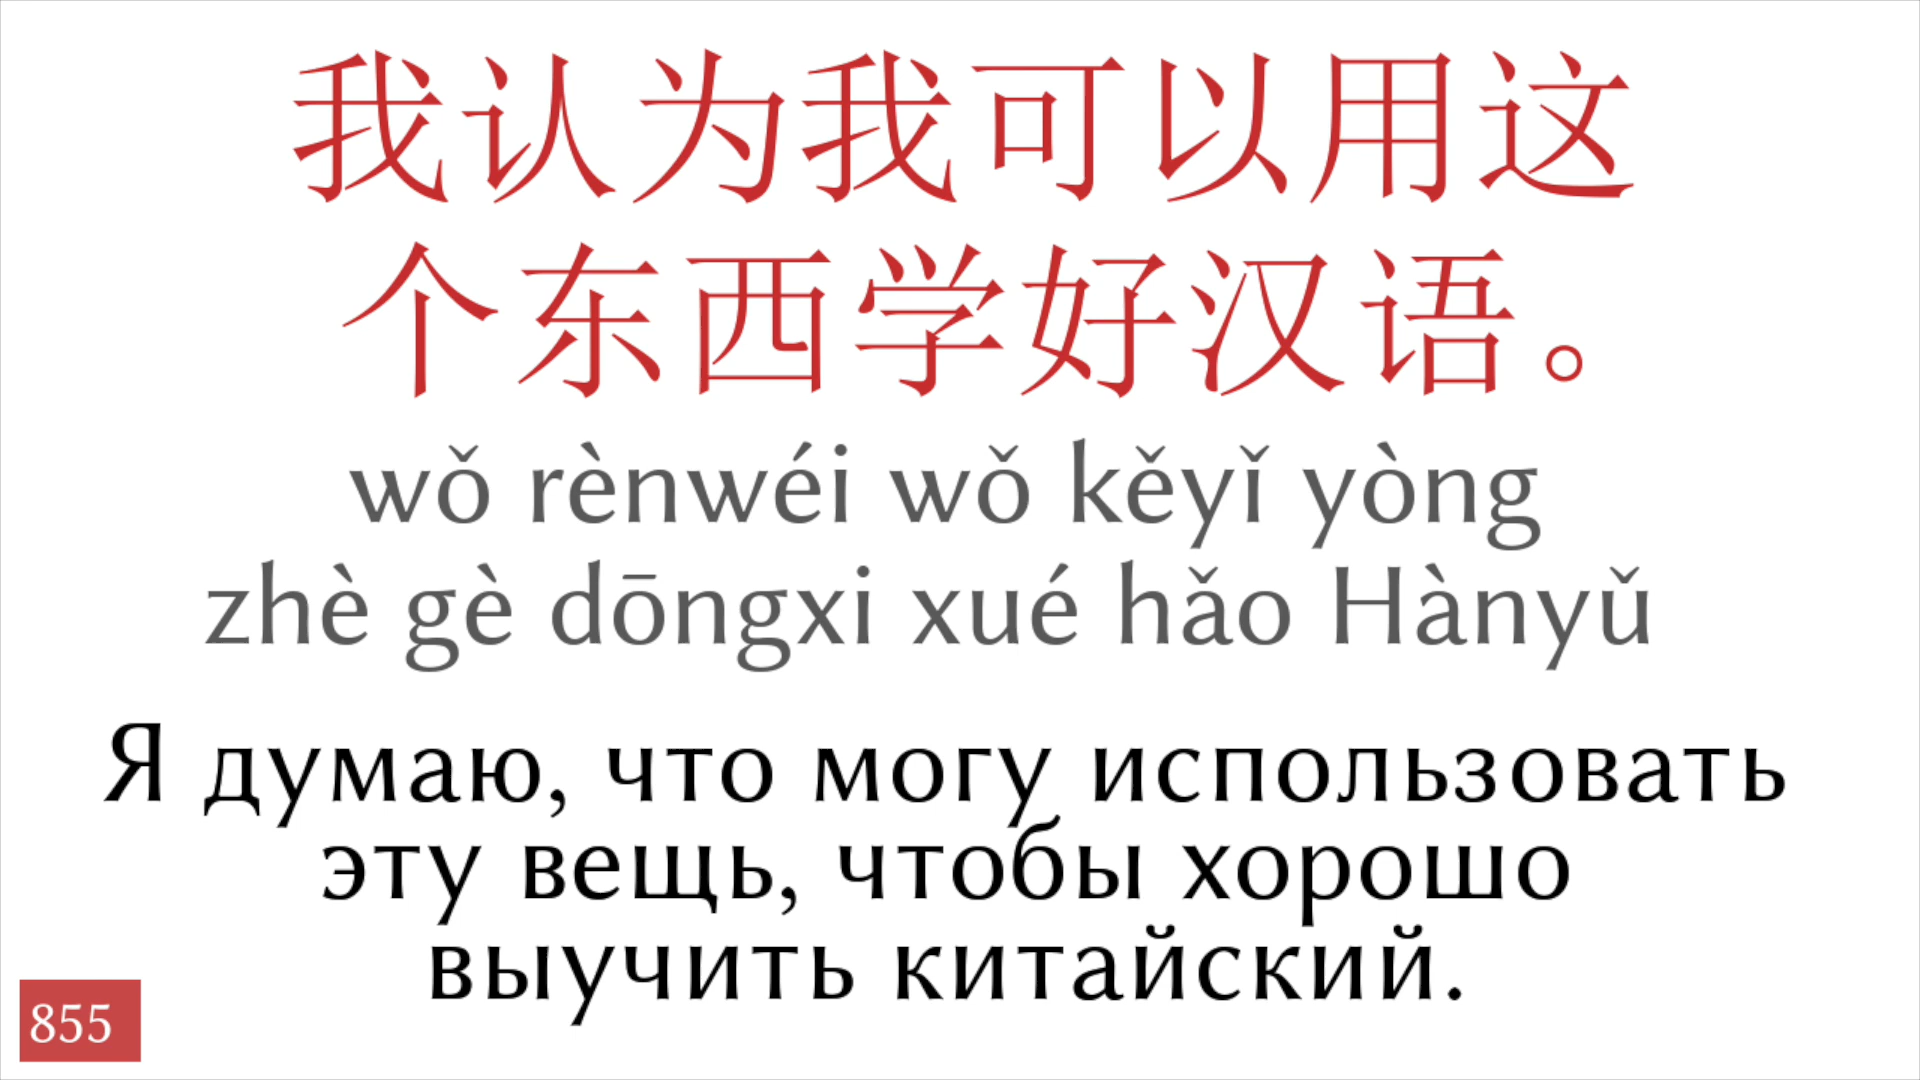 我认为我可以用这
个东西学好汉语。
wǒ rènwéi wǒ kěyǐ yòng
zhè gè dōngxi xué hǎo Hànyǔ
Я думаю, что могу использовать
эту вещь, чтобы хорошо
выучить китайский.
855